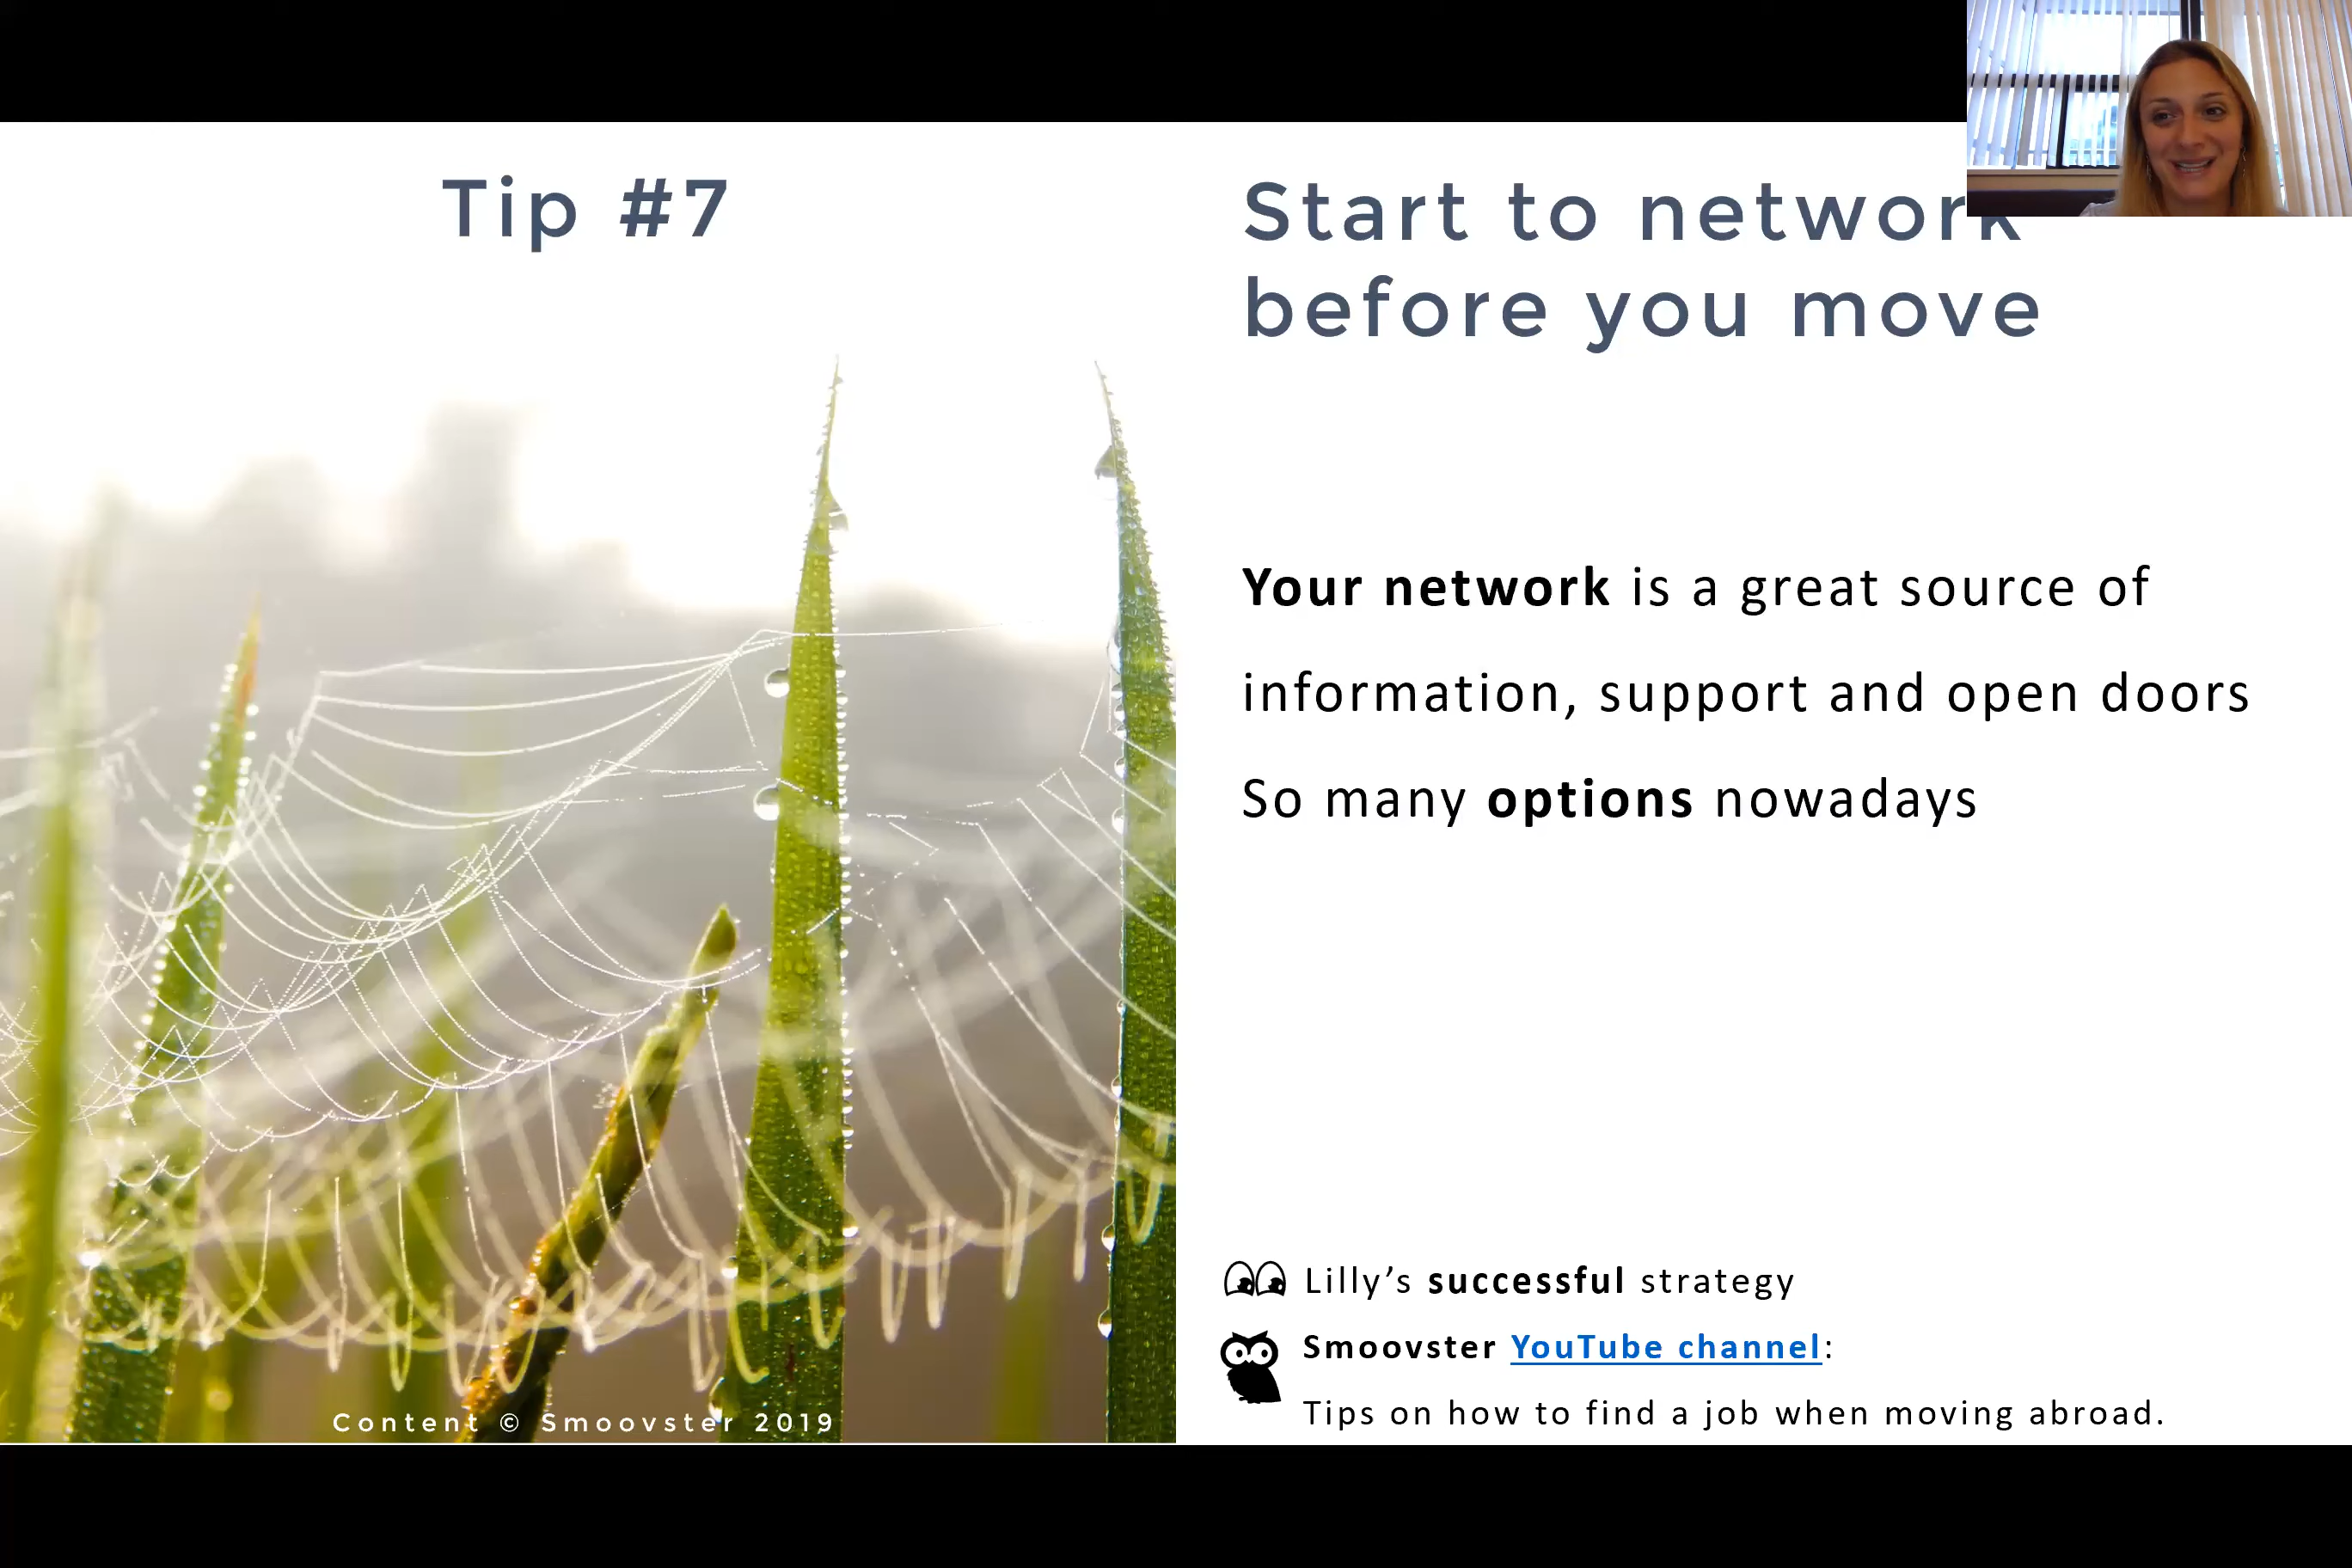 Tip #7
Start to network
before you move
Your network is a great source of
information, support and open doors
So many options nowadays
Lilly’s successful strategy
Smoovster YouTube channel:
Tips on how to find a job when moving abroad.
Content © Smoovster 2019